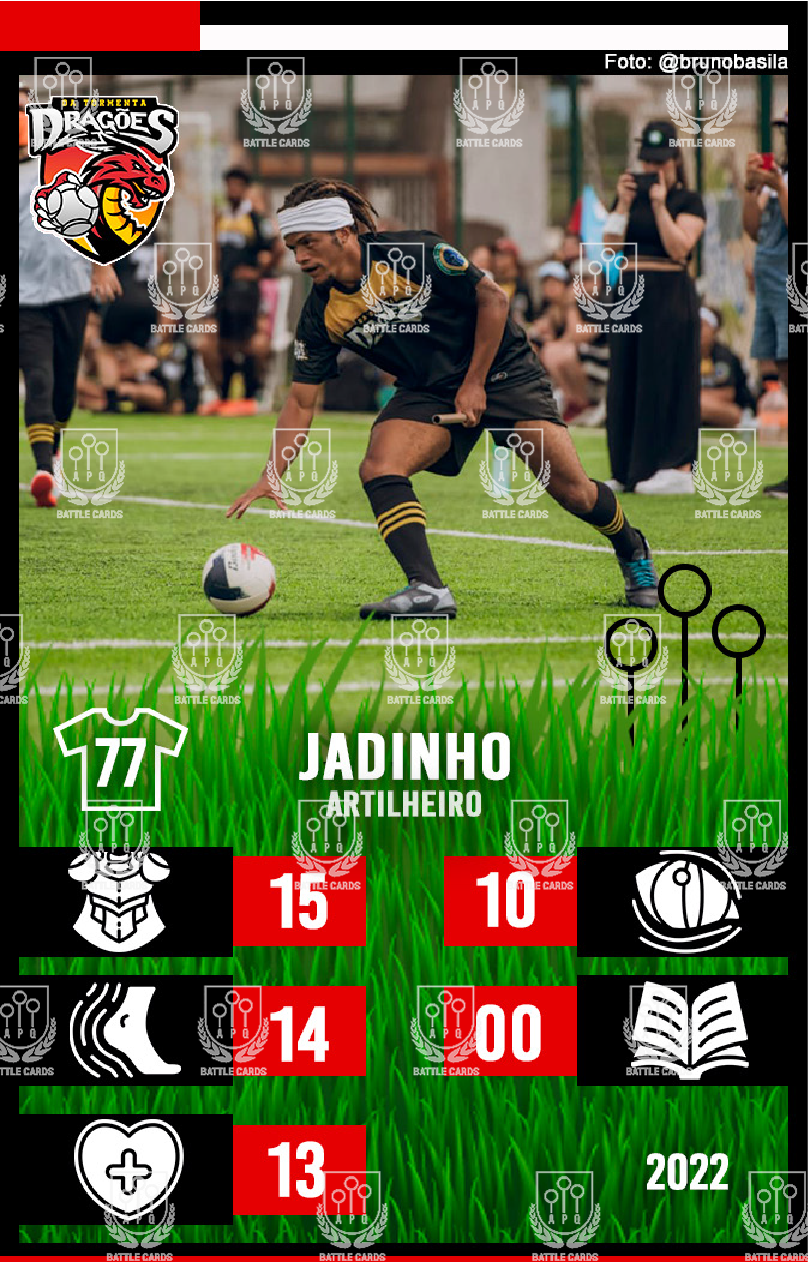 Foto: @brunobasila
DA TORMENTA
DRAGÕES
APQ
BATTLE CARDS
77
JADINHO
ARTILHEIRO
15
10
14
00
13
2022